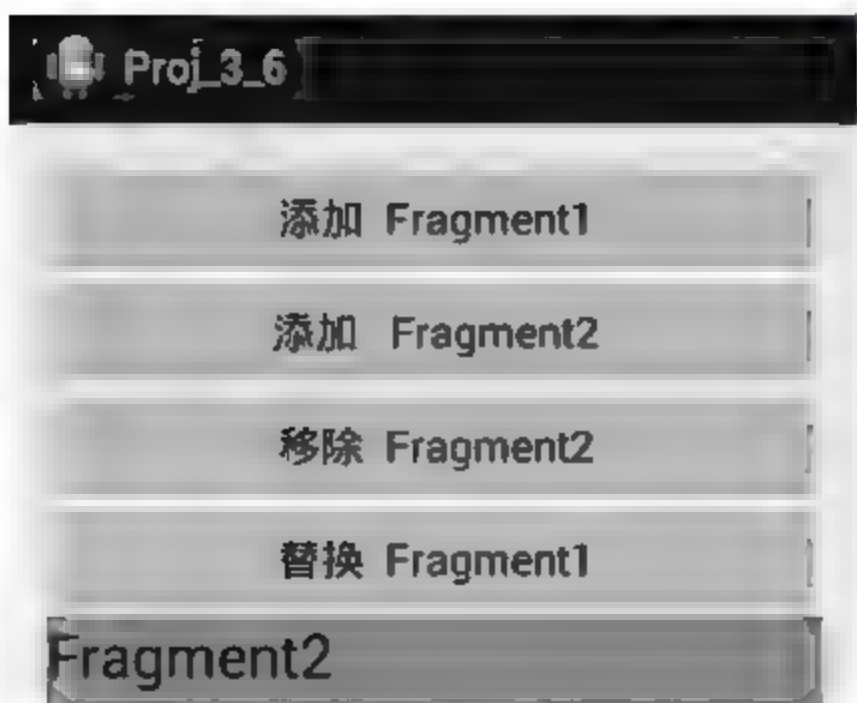 Proj_3_6
添加 Fragment1
添加 Fragment2
移除 Fragment2
替换 Fragment1
Fragment2